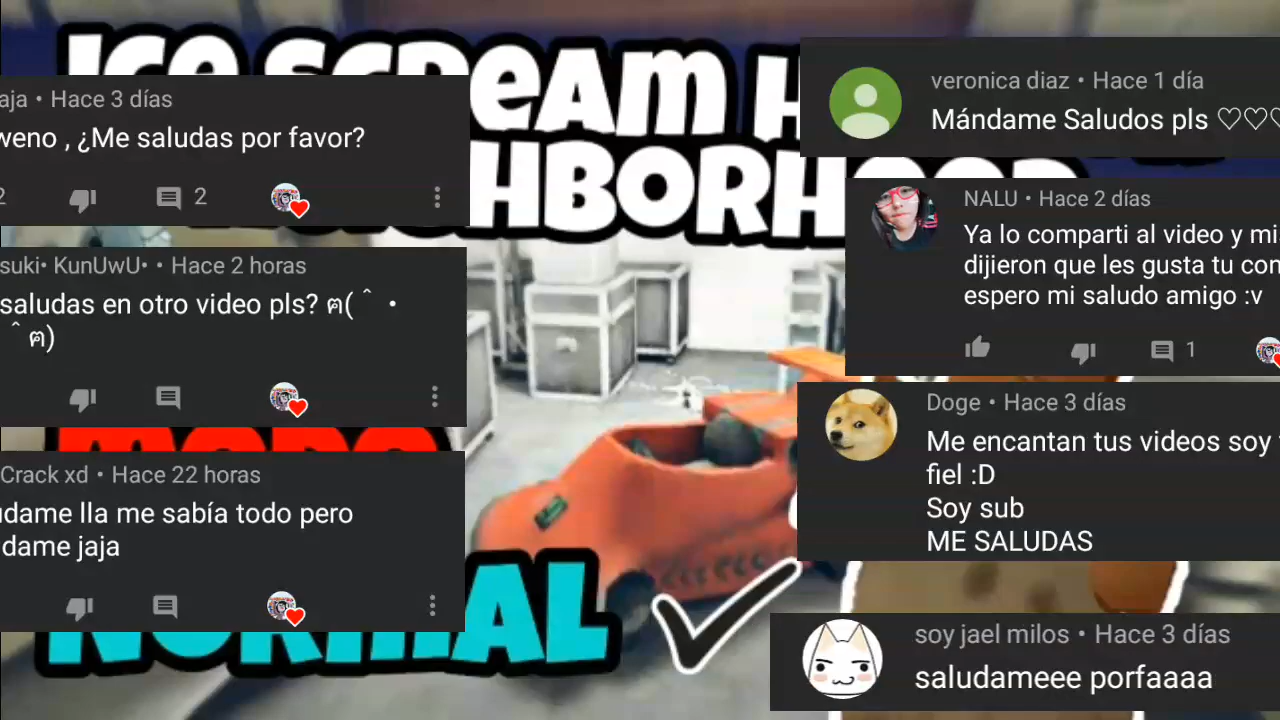 ICE SCREAM
aja • Hace 3 días
weno , ¿Me saludas por favor?
2
2
suki• KunUwU• • Hace 2 horas
saludas en otro video pls? ฅ(＾・
＾ฅ)
MODO
Crack xd • Hace 22 horas
udame lla me sabía todo pero
dame jaja
NORMAL
veronica diaz • Hace 1 día
Mándame Saludos pls ♡♡♡
NALU • Hace 2 días
Ya lo comparti al video y mi
dijieron que les gusta tu con
espero mi saludo amigo :v
1
Doge • Hace 3 días
Me encantan tus videos soy
fiel :D
Soy sub
ME SALUDAS
soy jael milos • Hace 3 días
saludameee porfaaaa